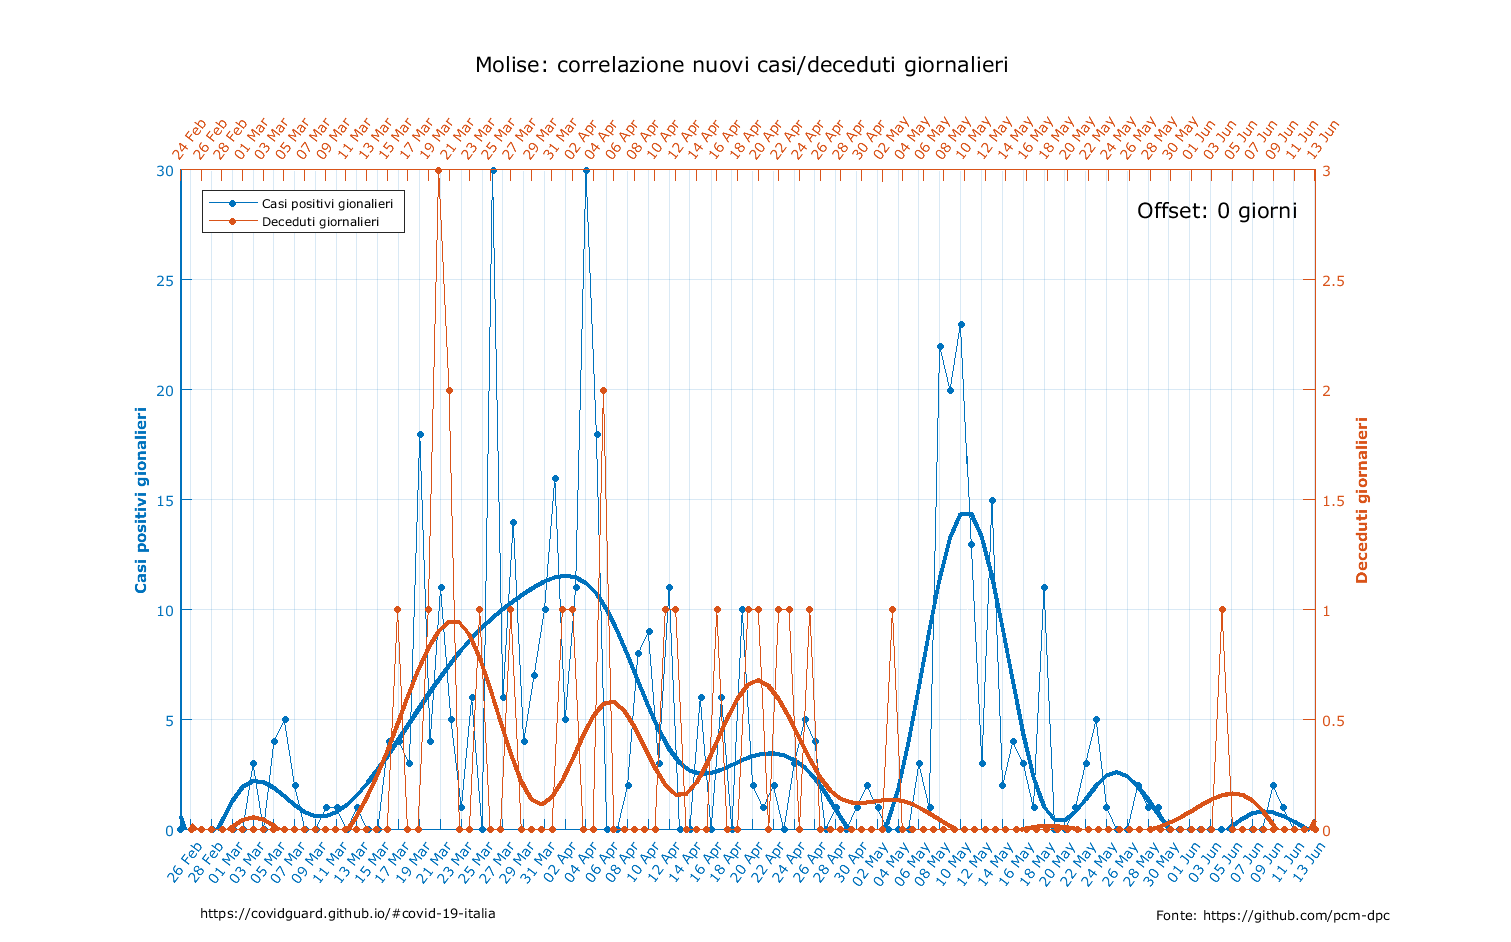 Molise: correlazione nuovi casi/deceduti giornalieri
24 Feb 26 Feb 28 Feb 01 Mar 03 Mar 05 Mar 07 Mar 09 Mar 11 Mar 13 Mar 15 Mar 17 Mar 19 Mar 21 Mar 23 Mar 25 Mar 27 Mar 29 Mar 31 Mar 02 Apr 04 Apr 06 Apr 08 Apr 10 Apr 12 Apr 14 Apr 16 Apr 18 Apr 20 Apr 22 Apr 24 Apr 26 Apr 28 Apr 30 Apr 02 May 04 May 06 May 08 May 10 May 12 May 14 May 16 May 18 May 20 May 22 May 24 May 26 May 28 May 30 May 01 Jun 03 Jun 05 Jun 07 Jun 09 Jun 11 Jun 13 Jun
30
3
Casi positivi gionalieri
Deceduti giornalieri
Offset: 0 giorni
25
2.5
20
2
15
1.5
10
1
5
0.5
0
0
Casi positivi gionalieri
Deceduti giornalieri
26 Feb 28 Feb 01 Mar 03 Mar 05 Mar 07 Mar 09 Mar 11 Mar 13 Mar 15 Mar 17 Mar 19 Mar 21 Mar 23 Mar 25 Mar 27 Mar 29 Mar 31 Mar 02 Apr 04 Apr 06 Apr 08 Apr 10 Apr 12 Apr 14 Apr 16 Apr 18 Apr 20 Apr 22 Apr 24 Apr 26 Apr 28 Apr 30 Apr 02 May 04 May 06 May 08 May 10 May 12 May 14 May 16 May 18 May 20 May 22 May 24 May 26 May 28 May 30 May 01 Jun 03 Jun 05 Jun 07 Jun 09 Jun 11 Jun 13 Jun
https://covidguard.github.io/#covid-19-italia
Fonte: https://github.com/pcm-dpc